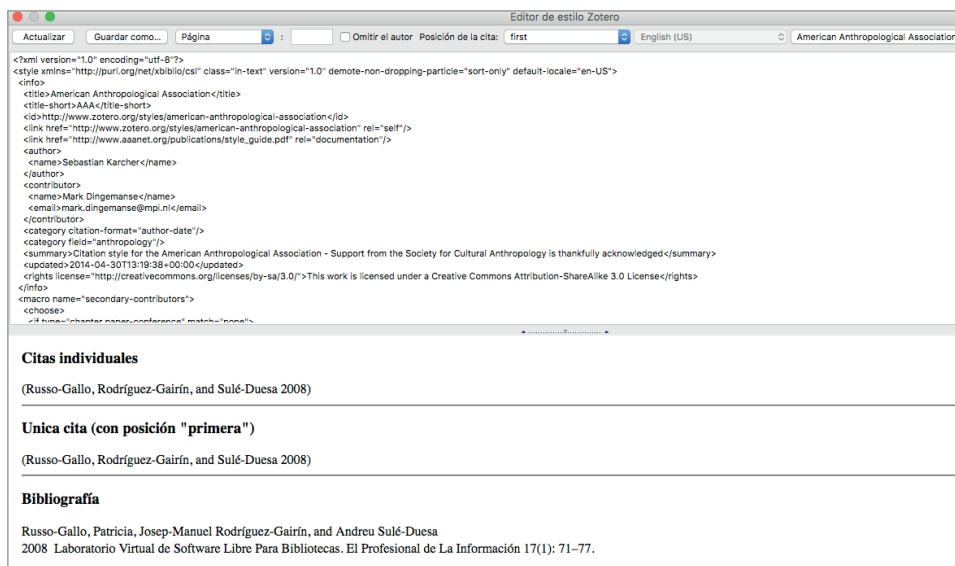 Editor de estilo Zotero
Actualizar Guardar como... Página : Omitir el autor Posición de la cita: first English (US) American Anthropological Association
<?xml version="1.0" encoding="utf-8"?>
<style xmlns="http://purl.org/net/xbiblio/csl" class="in-text" version="1.0" demote-non-dropping-particle="sort-only" default-locale="en-US">
<info>
<title>American Anthropological Association</title>
<title-short>AAA</title-short>
<id>http://www.zotero.org/styles/american-anthropological-association</id>
<link href="http://www.zotero.org/styles/american-anthropological-association" rel="self"/>
<link href="http://www.aaanet.org/publications/style_guide.pdf" rel="documentation"/>
<author>
<name>Sebastian Karcher</name>
</author>
<contributor>
<name>Mark Dingemanse</name>
<email>mark.dingemanse@mpi.nl</email>
</contributor>
<category citation-format="author-date"/>
<category field="anthropology"/>
<summary>Citation style for the American Anthropological Association - Support from the Society for Cultural Anthropology is thankfully acknowledged</summary>
<updated>2014-04-30T13:19:38+00:00</updated>
<rights license="http://creativecommons.org/licenses/by-sa/3.0/">This work is licensed under a Creative Commons Attribution-ShareAlike 3.0 License</rights>
</info>
<macro name="secondary-contributors">
<choose>
<if type="chapter paper-conference" match="none">
Citas individuales
(Russo-Gallo, Rodríguez-Gairín, and Sulé-Duesa 2008)
Unica cita (con posición "primera")
(Russo-Gallo, Rodríguez-Gairín, and Sulé-Duesa 2008)
Bibliografía
Russo-Gallo, Patricia, Josep-Manuel Rodríguez-Gairín, and Andreu Sulé-Duesa
2008 Laboratorio Virtual de Software Libre Para Bibliotecas. El Profesional de La Información 17(1): 71–77.